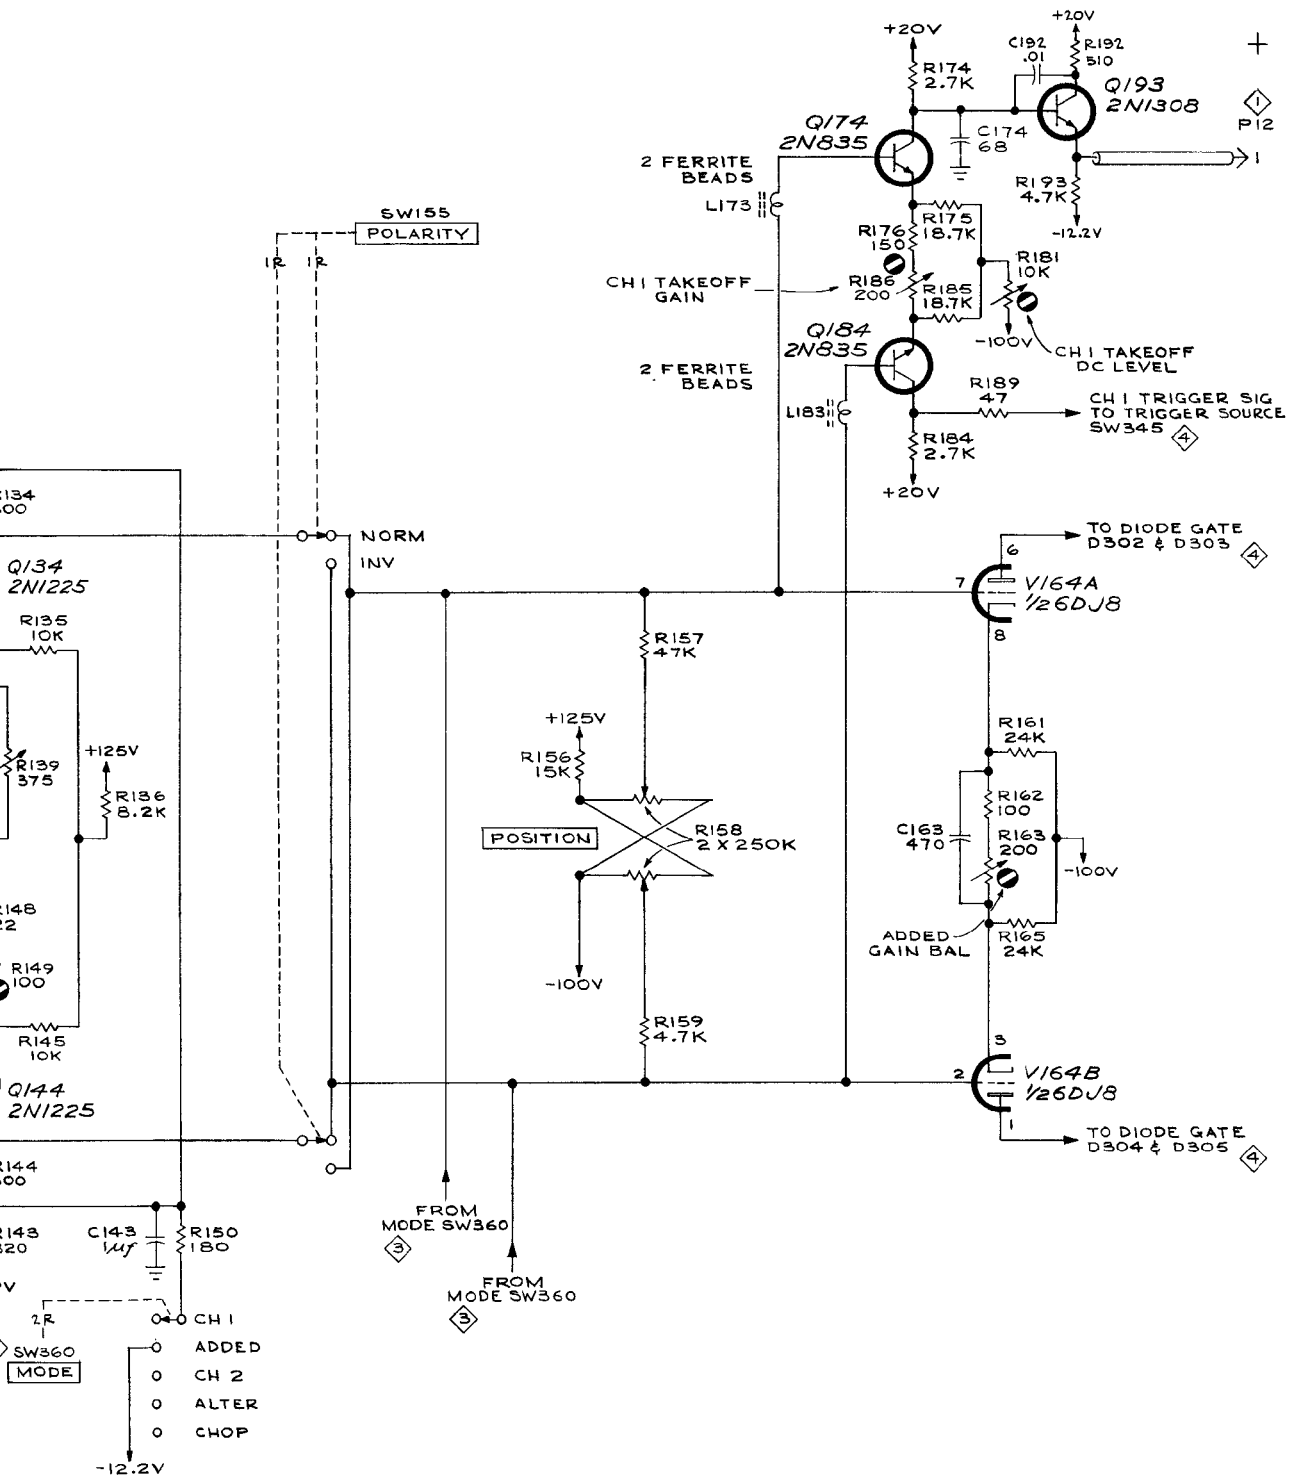 +20V
+20V
C192
.01
R192
510
+
R174
2.7K
Q193
2N1308
1
P12
Q174
2N835
C174
68
1
2 FERRITE
BEADS
L173
R193
4.7K
-12.2V
R175
18.7K
R176
150
SW155
POLARITY
1R
1R
R181
10K
CH 1 TAKEOFF
GAIN
R186
200
R185
18.7K
-100V
CH 1 TAKEOFF
DC LEVEL
Q184
2N835
2 FERRITE
BEADS
L183
R189
47
CH 1 TRIGGER SIG
TO TRIGGER SOURCE
SW345
4
R184
2.7K
+20V
134
00
NORM
INV
TO DIODE GATE
D302 & D303
4
6
7
V164A
1/2 6DJ8
8
Q134
2N1225
R135
10K
R157
47K
+125V
R156
15K
R161
24K
+125V
R139
375
R136
8.2K
R162
100
C163
470
R163
200
-100V
POSITION
R158
2 X 250K
148
22
R149
100
ADDED
GAIN BAL
R165
24K
-100V
R159
4.7K
R145
10K
Q144
2N1225
3
2
V164B
1/2 6DJ8
1
TO DIODE GATE
D304 & D305
4
144
00
FROM
MODE SW360
3
FROM
MODE SW360
3
143
20
C143
1µf
R150
180
V
2R
SW360
MODE
CH 1
ADDED
CH 2
ALTER
CHOP
-12.2V